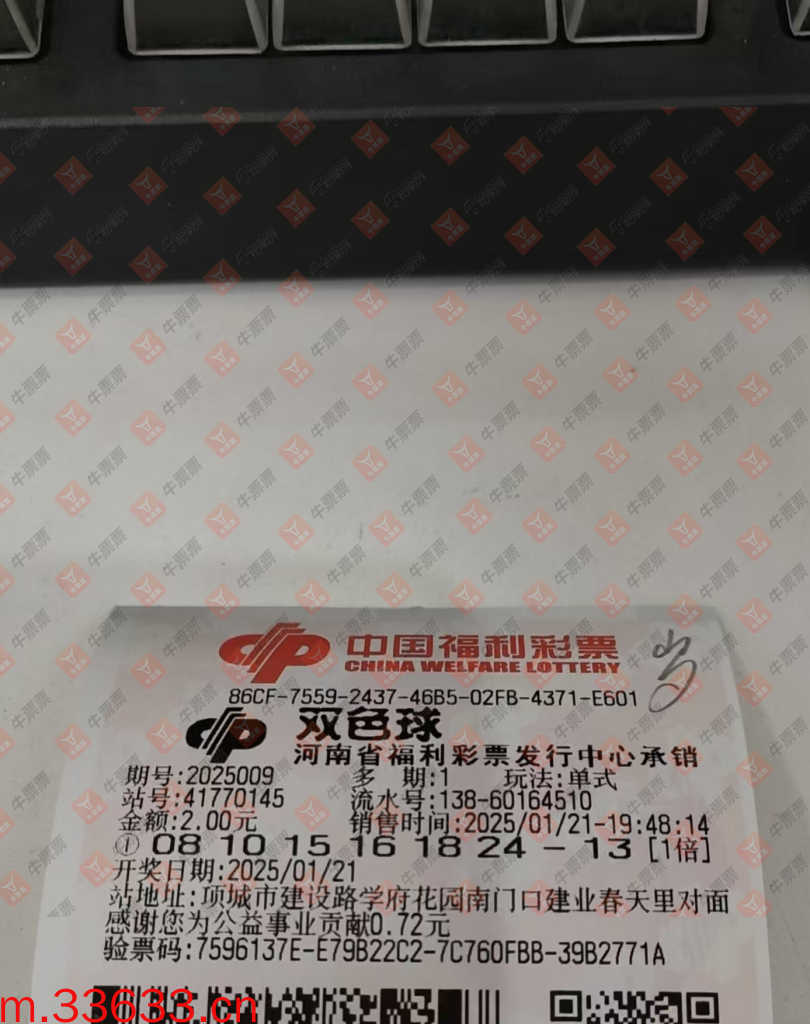 中国福利彩票
CHINA WELFARE LOTTERY
86CF-7559-2437-46B5-02FB-4371-E601
双色球
河南省福利彩票发行中心承销
期号:2025009 多 期:1 玩法:单式
站号:41770145 流水号:138-60164510
金额:2.00元 销售时间:2025/01/21-19:48:14
① 08 10 15 16 18 24 - 13 [1倍]
开奖日期:2025/01/21
站地址:项城市建设路学府花园南门口建业春天里对面
感谢您为公益事业贡献0.72元
验票码:7596137E-E79B22C2-7C760FBB-39B2771A
m.33633.cn
牛票票